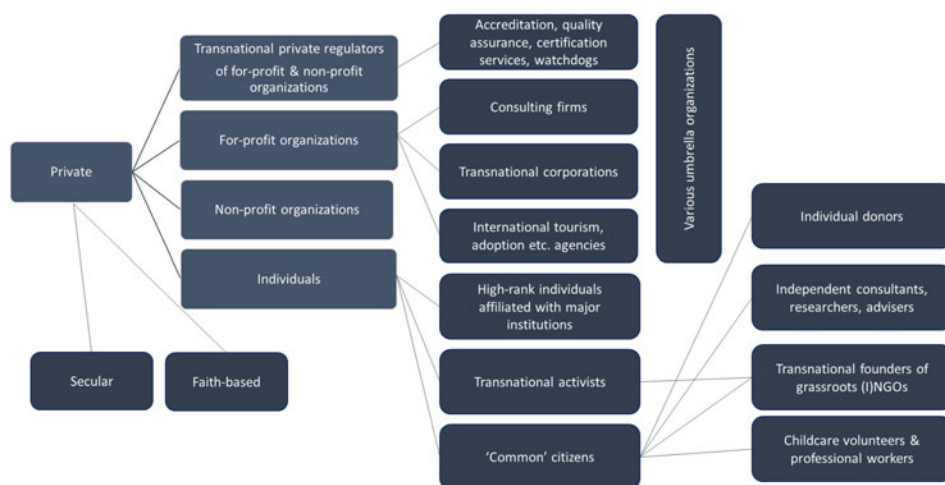 Private
Secular
Faith-based
Transnational private regulators
of for-profit & non-profit
organizations
For-profit organizations
Non-profit organizations
Individuals
Accreditation, quality
assurance, certification
services, watchdogs
Consulting firms
Transnational corporations
International tourism,
adoption etc. agencies
High-rank individuals
affiliated with major
institutions
Transnational activists
‘Common’ citizens
Various umbrella organizations
Individual donors
Independent consultants,
researchers, advisers
Transnational founders of
grassroots (I)NGOs
Childcare volunteers &
professional workers